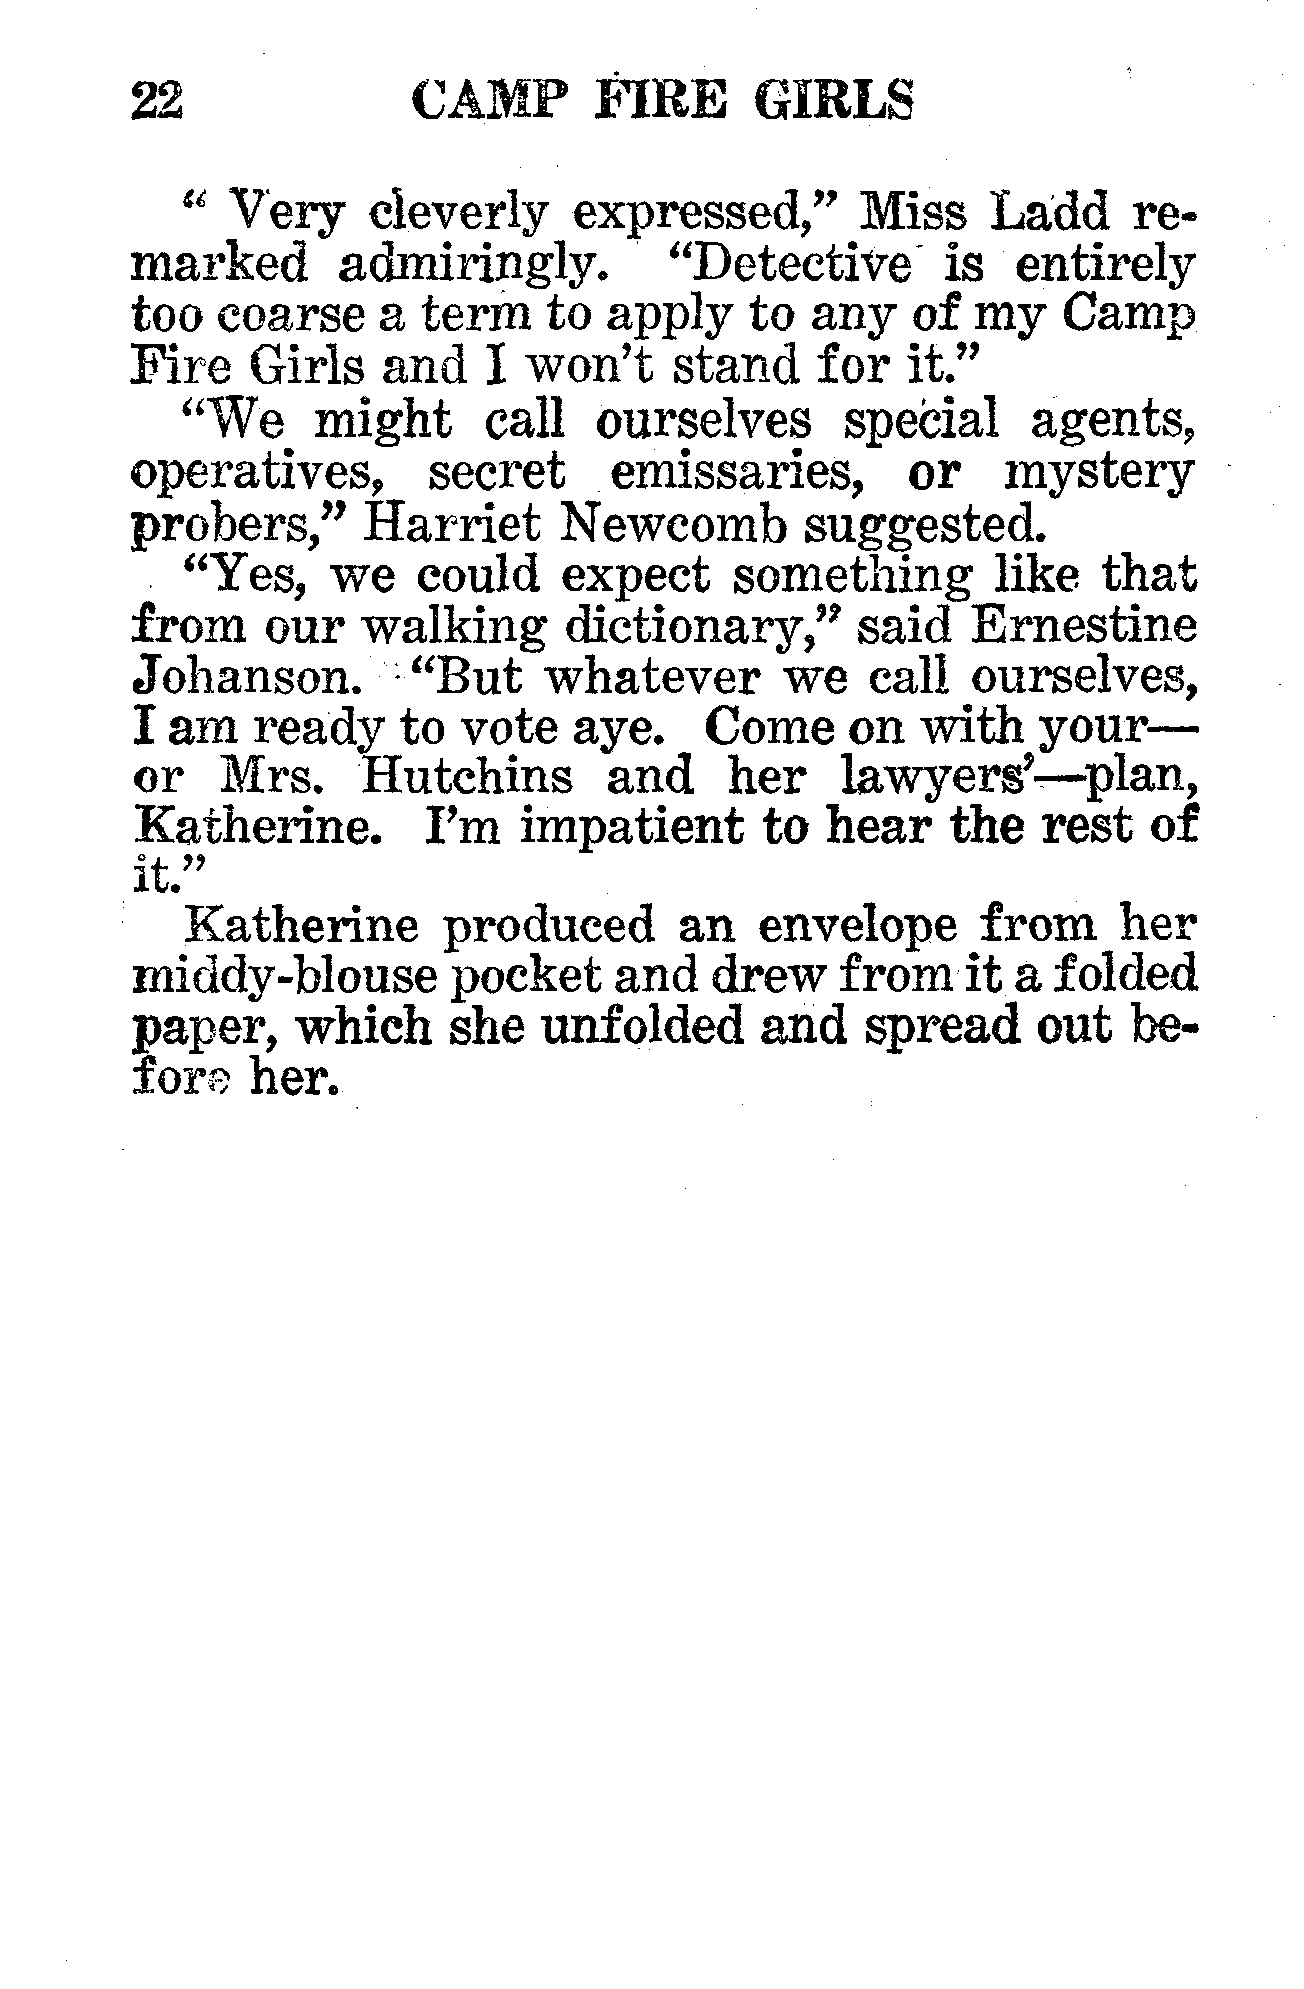 22 CAMP FIRE GIRLS
“ Very cleverly expressed,” Miss Ladd re-
marked admiringly. “Detective is entirely
too coarse a term to apply to any of my Camp
Fire Girls and I won’t stand for it.”
“We might call ourselves special agents,
operatives, secret emissaries, or mystery
probers,” Harriet Newcomb suggested.
“Yes, we could expect something like that
from our walking dictionary,” said Ernestine
Johanson. “But whatever we call ourselves,
I am ready to vote aye. Come on with your—
or Mrs. Hutchins and her lawyers’—plan,
Katherine. I’m impatient to hear the rest of
it.”
Katherine produced an envelope from her
middy-blouse pocket and drew from it a folded
paper, which she unfolded and spread out be-
fore her.